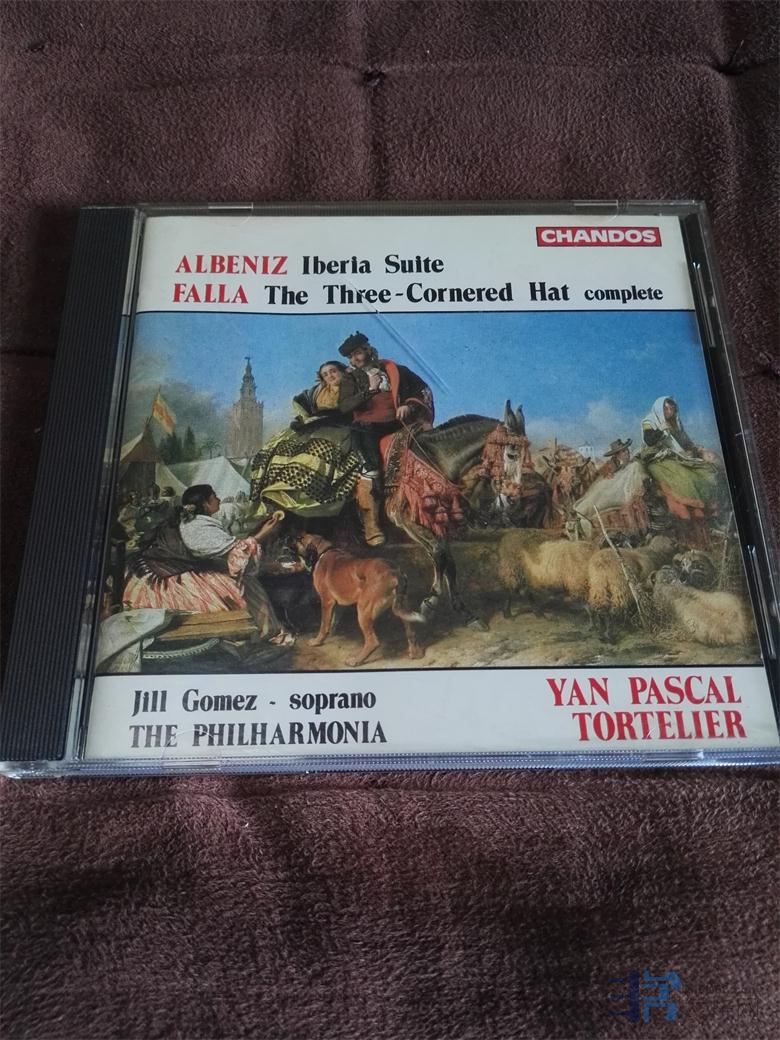 CHANDOS
ALBENIZ Iberia Suite
FALLA The Three-Cornered Hat complete
Jill Gomez - soprano
THE PHILHARMONIA
YAN PASCAL
TORTELIER